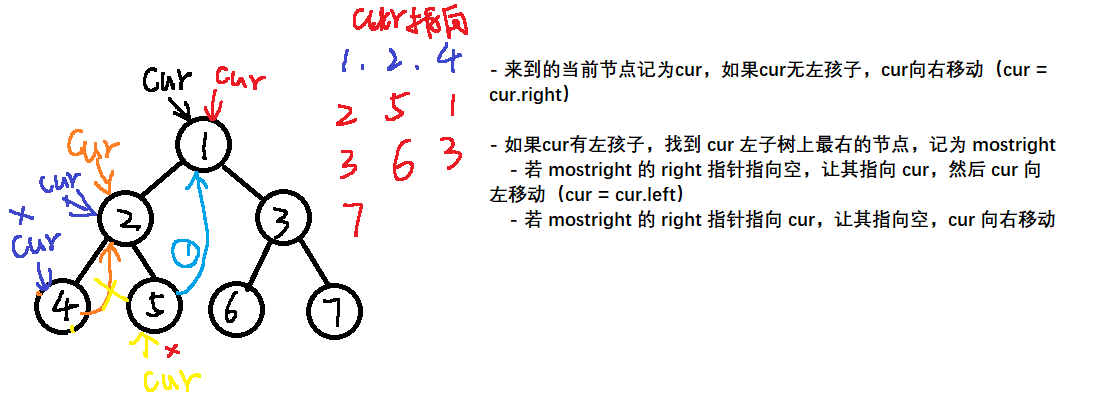 cur指向
1.2.4
2 5 1
3 6 3
7
cur cur
1
cur
cur
2
3
×
cur
①
4
5
6
7
×
cur
- 来到的当前节点记为cur，如果cur无左孩子，cur向右移动（cur =
cur.right）
- 如果cur有左孩子，找到 cur 左子树上最右的节点，记为 mostright
- 若 mostright 的 right 指针指向空，让其指向 cur，然后 cur 向
左移动（cur = cur.left）
- 若 mostright 的 right 指针指向 cur，让其指向空，cur 向右移动